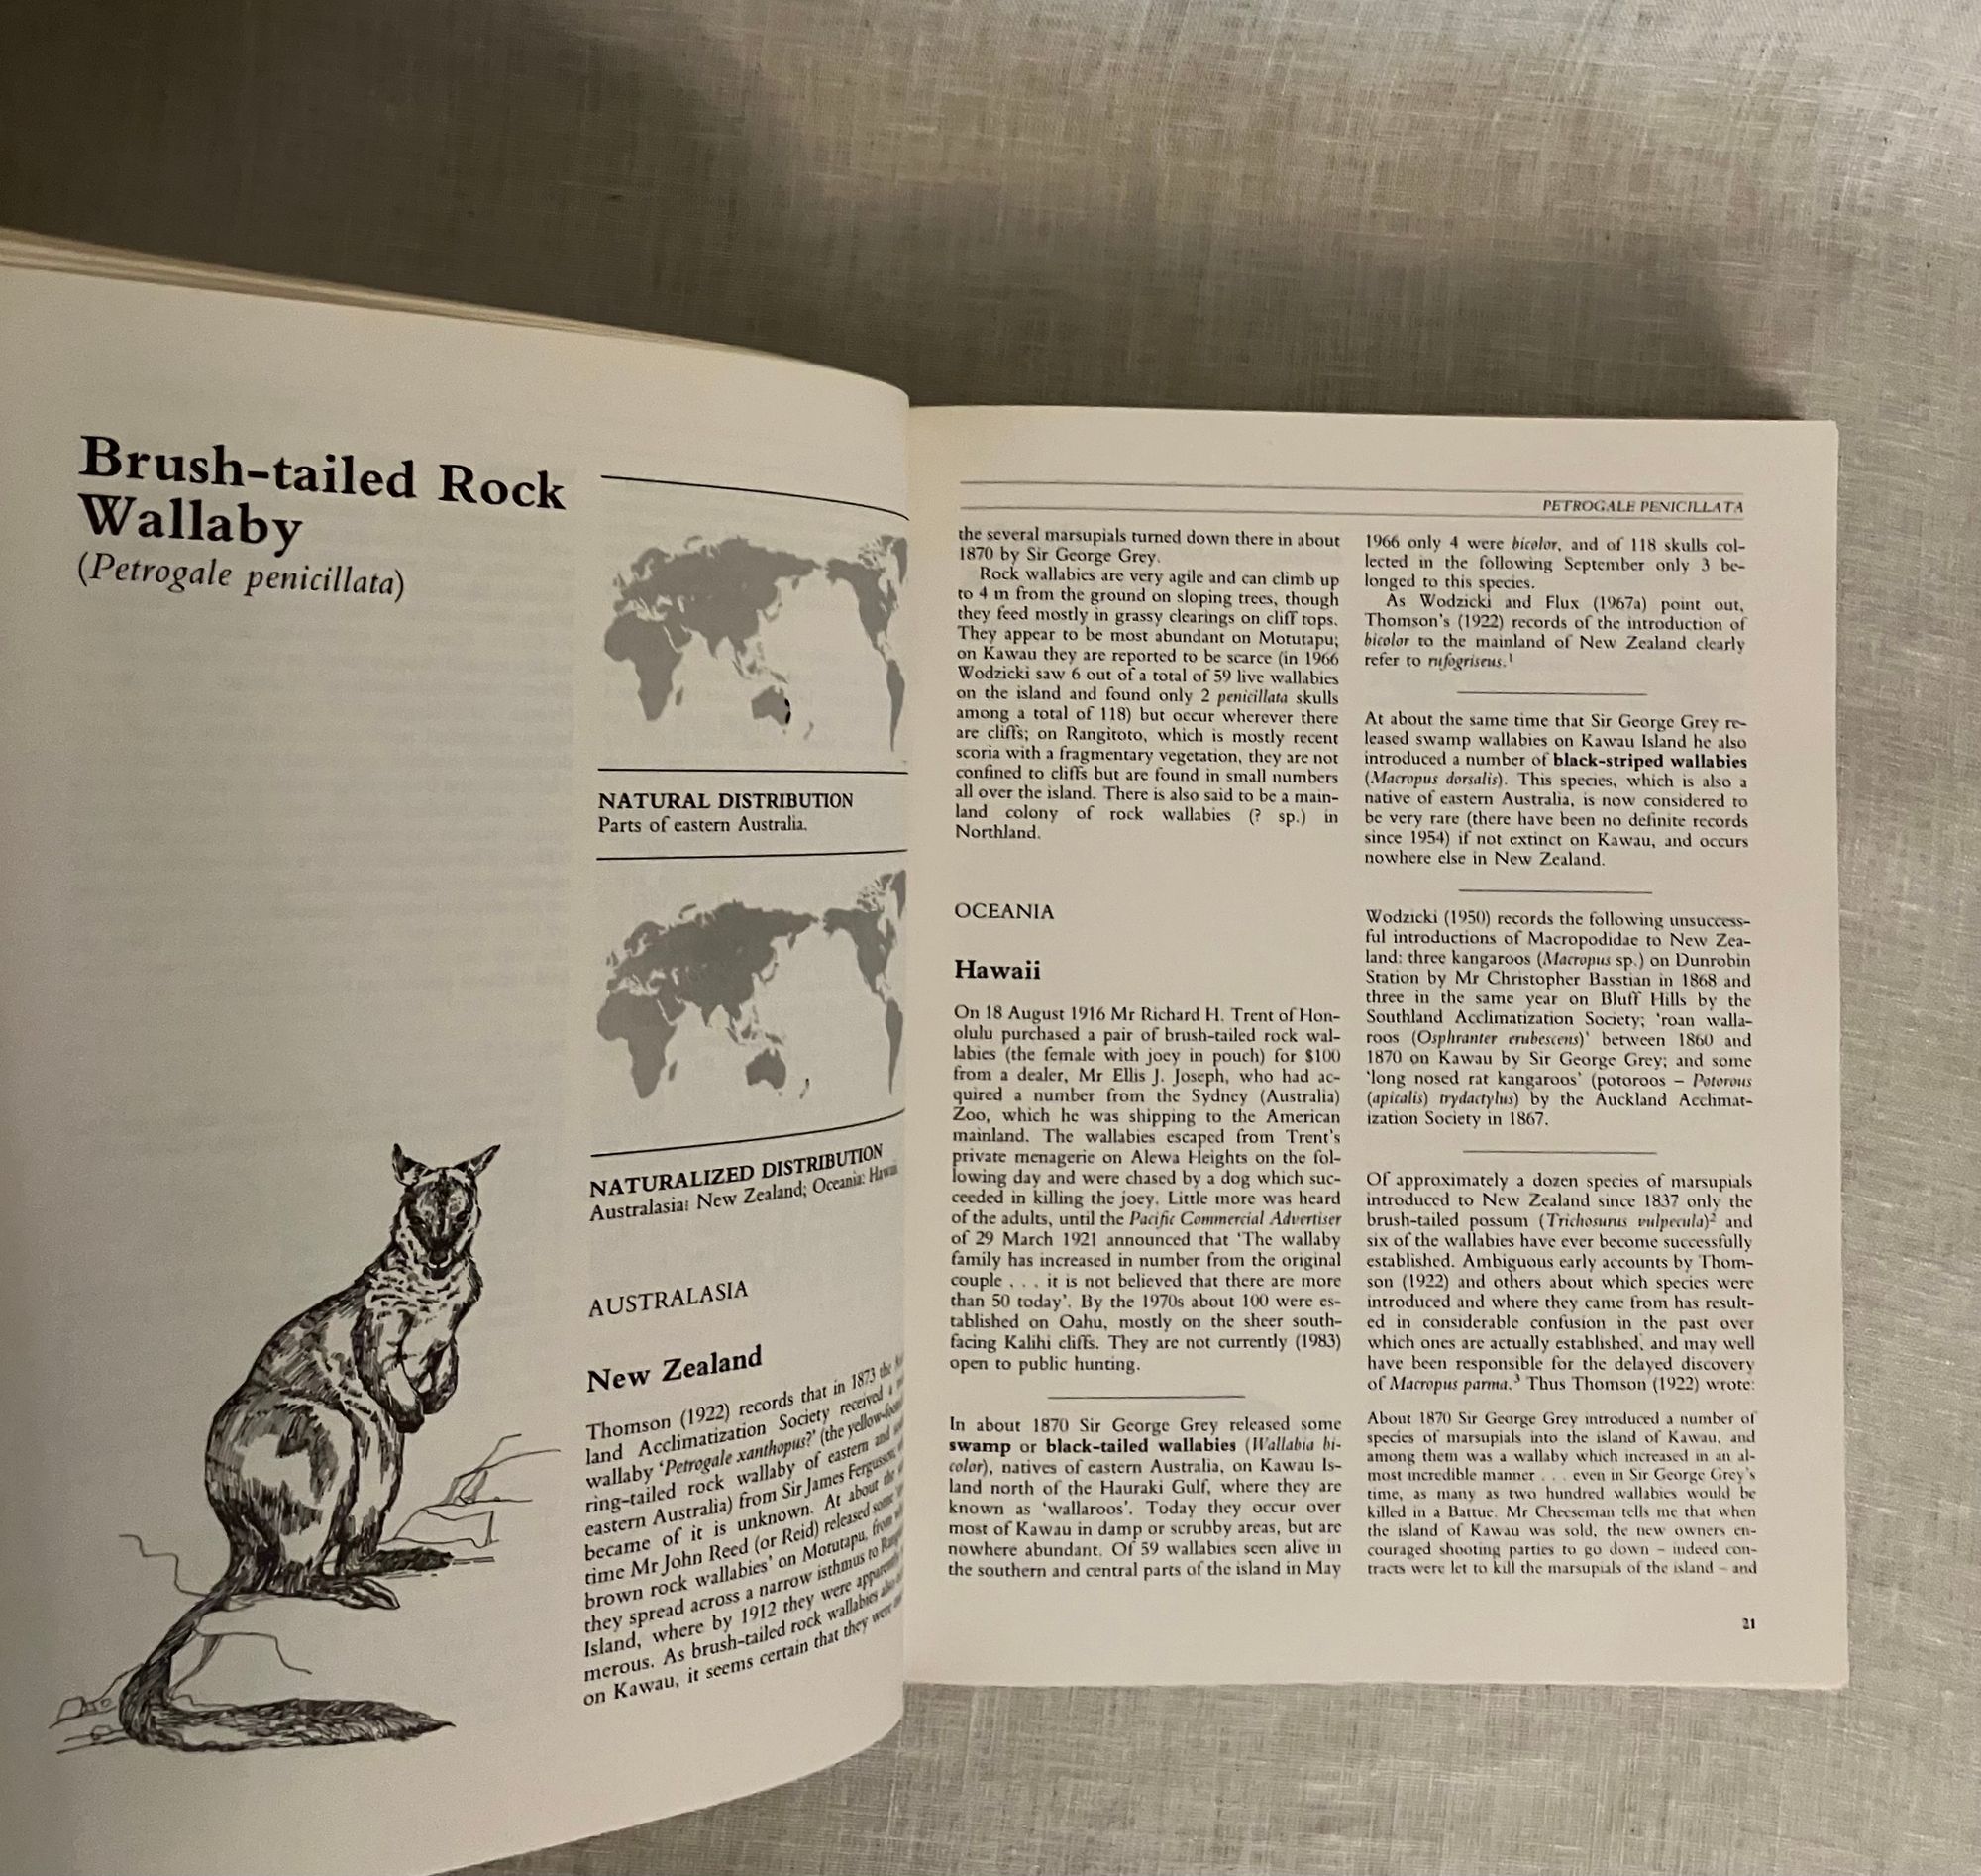 Brush-tailed Rock
Wallaby
(Petrogale penicillata)
NATURAL DISTRIBUTION
Parts of eastern Australia.
NATURALIZED DISTRIBUTION
Australasia: New Zealand; Oceania: Hawaii
AUSTRALASIA
New Zealand
Thomson (1922) records that in 1873 the
land Acclimatization Society received a
wallaby ‘Petrogale xanthopus?’ (the yellow-footed
ring-tailed rock wallaby of eastern and
eastern Australia) from Sir James Fergusson,
became of it is unknown. At about the
time Mr John Reed (or Reid) released some
brown rock wallabies’ on Motutapu, from
they spread across a narrow isthmus to
Island, where by 1912 they were
merous. As brush-tailed rock wallabies also
on Kawau, it seems certain that they were
PETROGALE PENICILLATA
the several marsupials turned down there in about
1870 by Sir George Grey.
Rock wallabies are very agile and can climb up
to 4 m from the ground on sloping trees, though
they feed mostly in grassy clearings on cliff tops.
They appear to be most abundant on Motutapu;
on Kawau they are reported to be scarce (in 1966
Wodzicki saw 6 out of a total of 59 live wallabies
on the island and found only 2 penicillata skulls
among a total of 118) but occur wherever there
are cliffs; on Rangitoto, which is mostly recent
scoria with a fragmentary vegetation, they are not
confined to cliffs but are found in small numbers
all over the island. There is also said to be a main-
land colony of rock wallabies (? sp.) in
Northland.
OCEANIA
Hawaii
On 18 August 1916 Mr Richard H. Trent of Hon-
olulu purchased a pair of brush-tailed rock wal-
labies (the female with joey in pouch) for $100
from a dealer, Mr Ellis J. Joseph, who had ac-
quired a number from the Sydney (Australia)
Zoo, which he was shipping to the American
mainland. The wallabies escaped from Trent’s
private menagerie on Alewa Heights on the fol-
lowing day and were chased by a dog which suc-
ceeded in killing the joey. Little more was heard
of the adults, until the Pacific Commercial Advertiser
of 29 March 1921 announced that ‘The wallaby
family has increased in number from the original
couple . . . it is not believed that there are more
than 50 today’. By the 1970s about 100 were es-
tablished on Oahu, mostly on the sheer south-
facing Kalihi cliffs. They are not currently (1983)
open to public hunting.
In about 1870 Sir George Grey released some
swamp or black-tailed wallabies (Wallabia bi-
color), natives of eastern Australia, on Kawau Is-
land north of the Hauraki Gulf, where they are
known as ‘wallaroos’. Today they occur over
most of Kawau in damp or scrubby areas, but are
nowhere abundant. Of 59 wallabies seen alive in
the southern and central parts of the island in May
1966 only 4 were bicolor, and of 118 skulls col-
lected in the following September only 3 be-
longed to this species.
As Wodzicki and Flux (1967a) point out,
Thomson’s (1922) records of the introduction of
bicolor to the mainland of New Zealand clearly
refer to rufogriseus.¹
At about the same time that Sir George Grey re-
leased swamp wallabies on Kawau Island he also
introduced a number of black-striped wallabies
(Macropus dorsalis). This species, which is also a
native of eastern Australia, is now considered to
be very rare (there have been no definite records
since 1954) if not extinct on Kawau, and occurs
nowhere else in New Zealand.
Wodzicki (1950) records the following unsuccess-
ful introductions of Macropodidae to New Zea-
land: three kangaroos (Macropus sp.) on Dunrobin
Station by Mr Christopher Basstian in 1868 and
three in the same year on Bluff Hills by the
Southland Acclimatization Society; ‘roan walla-
roos (Osphranter erubescens)’ between 1860 and
1870 on Kawau by Sir George Grey; and some
‘long nosed rat kangaroos’ (potoroos – Potorous
(apicalis) trydactylus) by the Auckland Acclimat-
ization Society in 1867.
Of approximately a dozen species of marsupials
introduced to New Zealand since 1837 only the
brush-tailed possum (Trichosurus vulpecula)² and
six of the wallabies have ever become successfully
established. Ambiguous early accounts by Thom-
son (1922) and others about which species were
introduced and where they came from has result-
ed in considerable confusion in the past over
which ones are actually established, and may well
have been responsible for the delayed discovery
of Macropus parma.³ Thus Thomson (1922) wrote:
About 1870 Sir George Grey introduced a number of
species of marsupials into the island of Kawau, and
among them was a wallaby which increased in an al-
most incredible manner . . . even in Sir George Grey’s
time, as many as two hundred wallabies would be
killed in a Battue. Mr Cheeseman tells me that when
the island of Kawau was sold, the new owners en-
couraged shooting parties to go down – indeed con-
tracts were let to kill the marsupials of the island – and
21